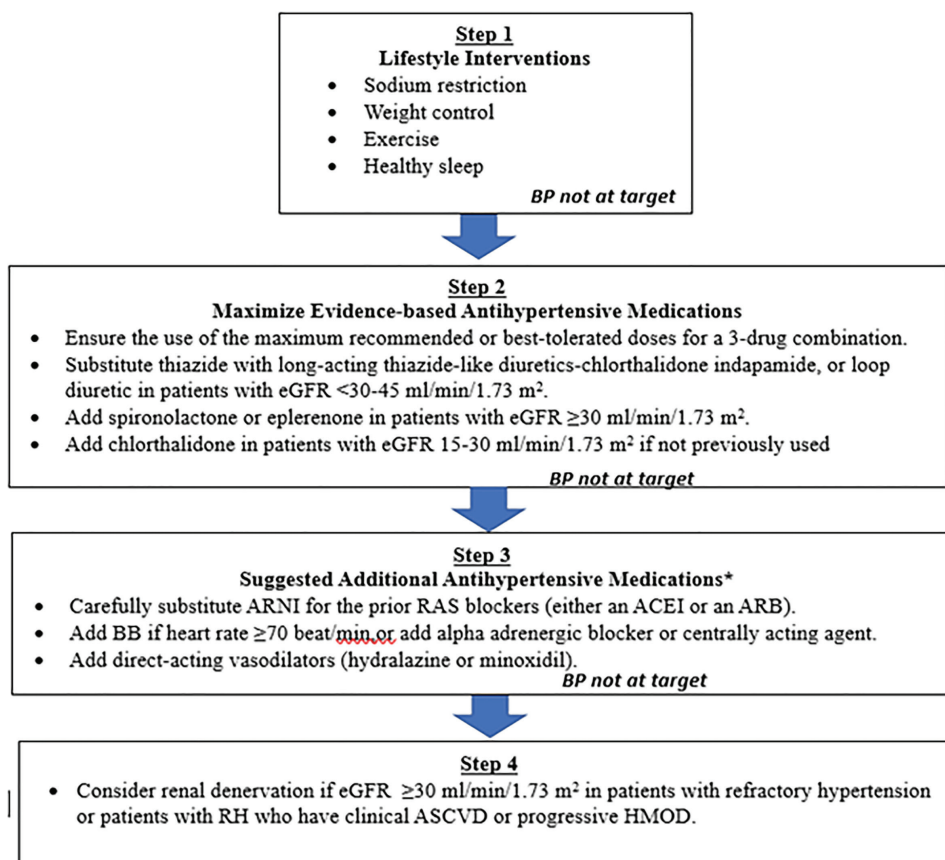 Step 1
Lifestyle Interventions
• Sodium restriction
• Weight control
• Exercise
• Healthy sleep
BP not at target
Step 2
Maximize Evidence-based Antihypertensive Medications
• Ensure the use of the maximum recommended or best-tolerated doses for a 3-drug combination.
• Substitute thiazide with long-acting thiazide-like diuretics-chlorthalidone indapamide, or loop
diuretic in patients with eGFR <30-45 ml/min/1.73 m².
• Add spironolactone or eplerenone in patients with eGFR ≥30 ml/min/1.73 m².
• Add chlorthalidone in patients with eGFR 15-30 ml/min/1.73 m² if not previously used
BP not at target
Step 3
Suggested Additional Antihypertensive Medications*
• Carefully substitute ARNI for the prior RAS blockers (either an ACEI or an ARB).
• Add BB if heart rate ≥70 beat/min,or add alpha adrenergic blocker or centrally acting agent.
• Add direct-acting vasodilators (hydralazine or minoxidil).
BP not at target
Step 4
• Consider renal denervation if eGFR ≥30 ml/min/1.73 m² in patients with refractory hypertension
or patients with RH who have clinical ASCVD or progressive HMOD.